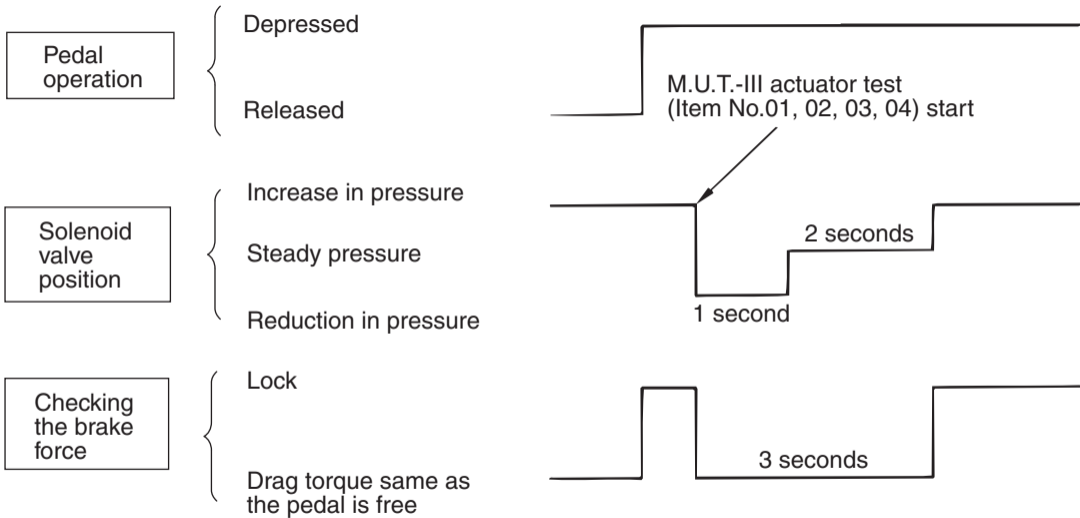 Pedal
operation
Depressed
Released
M.U.T.-III actuator test
(Item No.01, 02, 03, 04) start
Solenoid
valve
position
Increase in pressure
Steady pressure
Reduction in pressure
2 seconds
1 second
Checking
the brake
force
Lock
Drag torque same as
the pedal is free
3 seconds